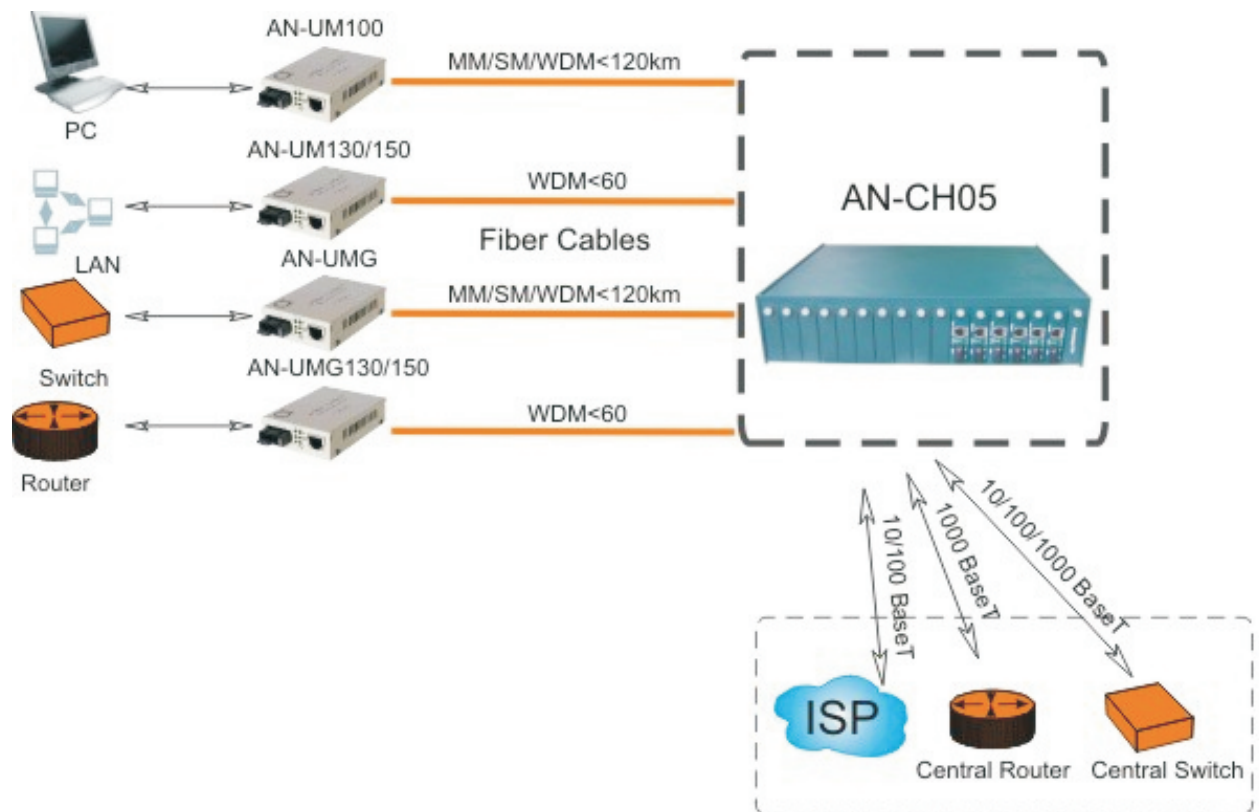 AN-UM100
MM/SM/WDM<120km
PC
AN-UM130/150
WDM<60
AN-CH05
LAN
Fiber Cables
AN-UMG
MM/SM/WDM<120km
Switch
AN-UMG130/150
WDM<60
Router
10/100 BaseT
1000 BaseT
10/100/1000 BaseT
ISP
Central Router
Central Switch